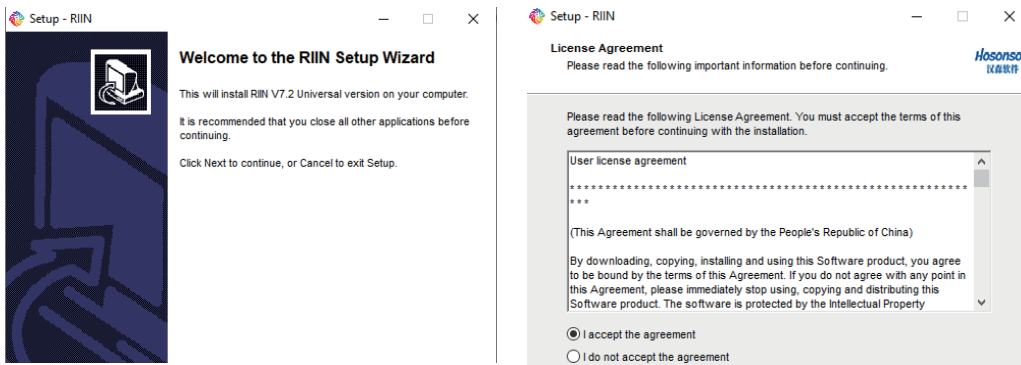 Setup - RIIN
Welcome to the RIIN Setup Wizard
This will install RIIN V7.2 Universal version on your computer.
It is recommended that you close all other applications before
continuing.
Click Next to continue, or Cancel to exit Setup.
Setup - RIIN
License Agreement
Please read the following important information before continuing.
Hosonso
汉森软件
Please read the following License Agreement. You must accept the terms of this
agreement before continuing with the installation.
User license agreement
* * * * * * * * * * * * * * * * * * * * * * * * * * * * * * * * * * * * * * * * * * * * * * * * * * * * * * * *
* * *
(This Agreement shall be governed by the People's Republic of China)
By downloading, copying, installing and using this Software product, you agree
to be bound by the terms of this Agreement. If you do not agree with any point in
this Agreement, please immediately stop using, copying and distributing this
Software product. The software is protected by the Intellectual Property
I accept the agreement
I do not accept the agreement